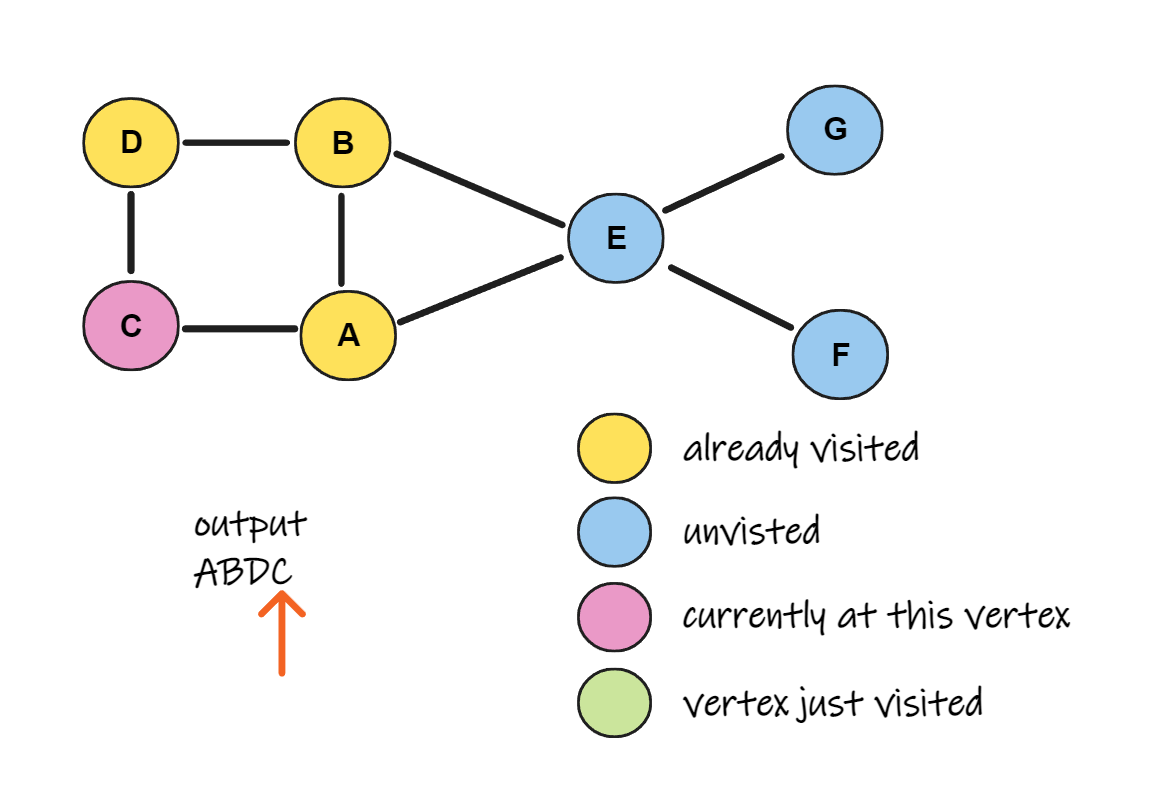 D
B
G
E
C
A
F
already visited
output
ABDC
unvisted
currently at this vertex
vertex just visited